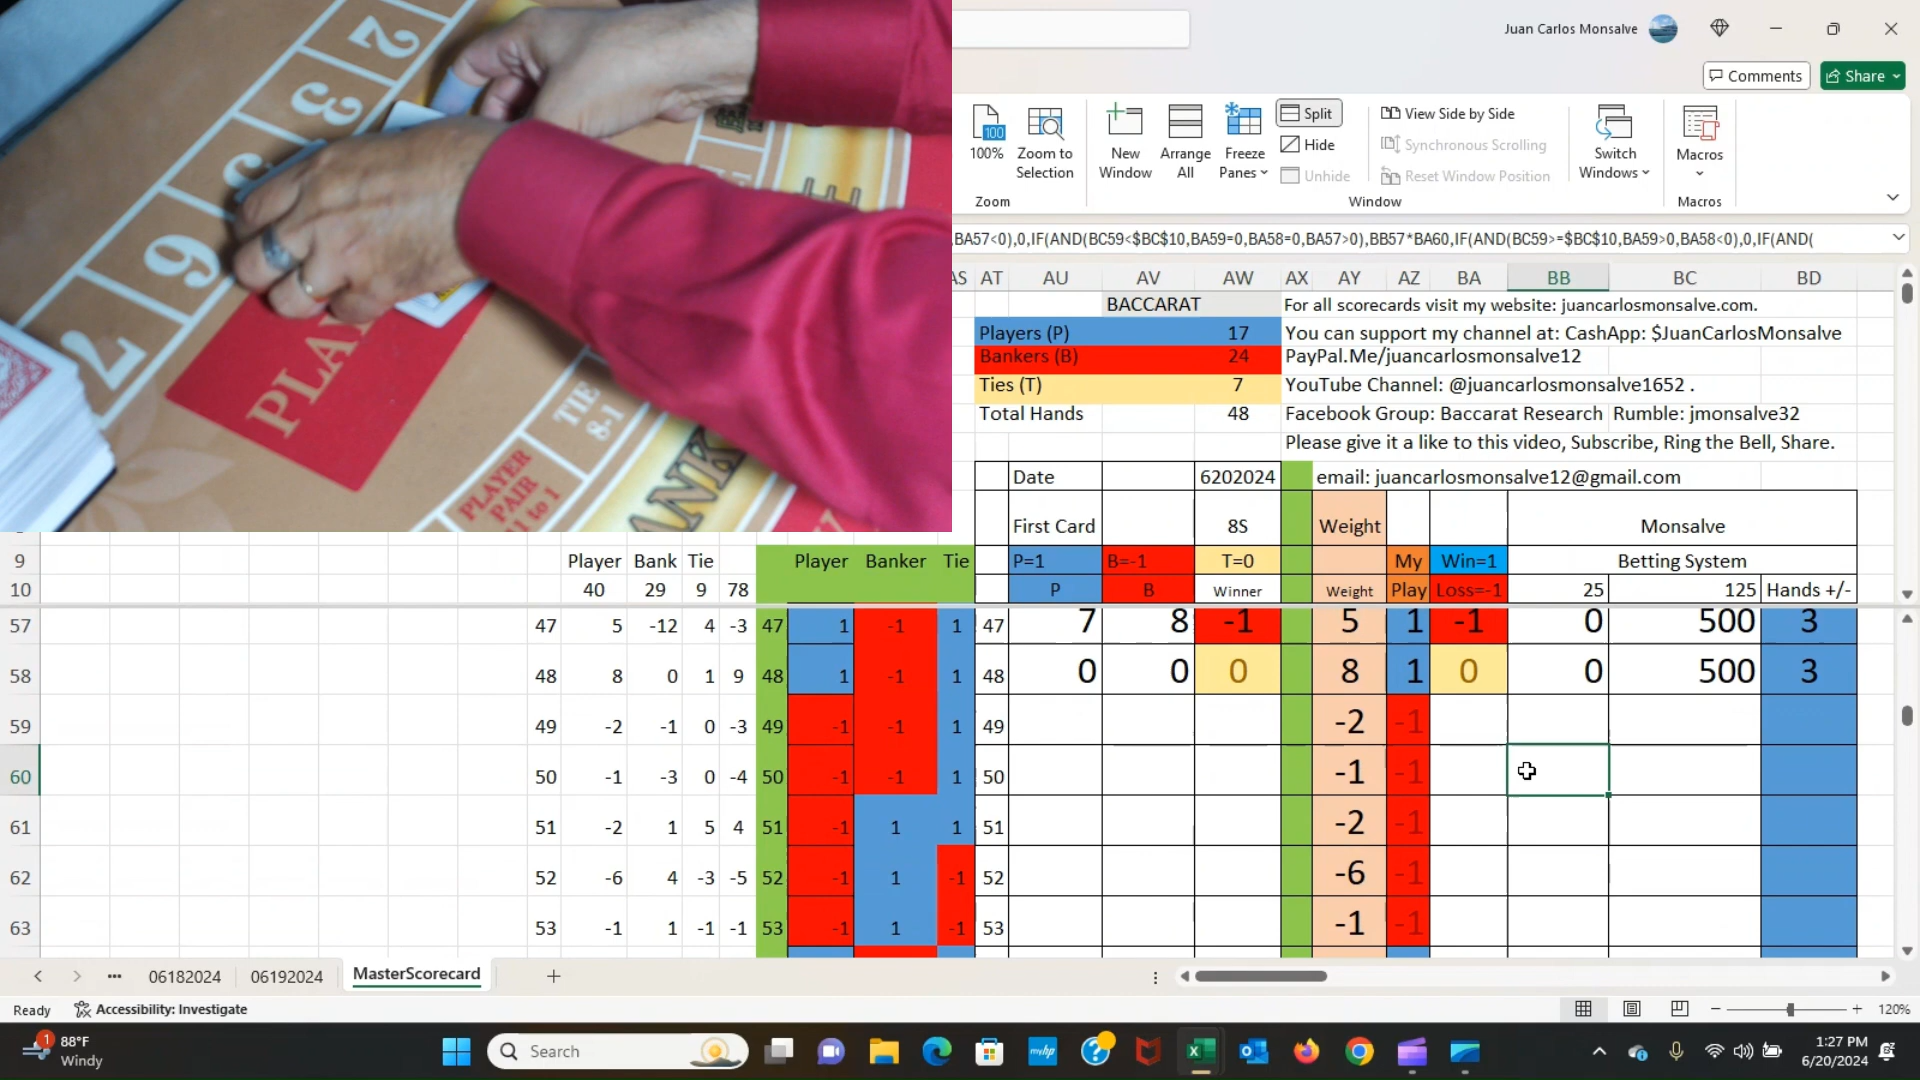 2
3
6
2
PLA
TIE
8-1
PLAYER
PAIR
to 1
Juan Carlos Monsalve
Comments
Share
100%
Zoom to
Selection
Zoom
New
Window
Arrange
All
Freeze
Panes
Split
Hide
Unhide
View Side by Side
Synchronous Scrolling
Reset Window Position
Switch
Windows
Window
Macros
Macros
BA57<0),0,IF(AND(BC59<$BC$10,BA59=0,BA58=0,BA57>0),BB57*BA60,IF(AND(BC59>=$BC$10,BA59>0,BA58<0),0,IF(AND(
AT AU AV AW AX AY AZ BA BB BC BD
BACCARAT For all scorecards visit my website: juancarlosmonsalve.com.
Players (P) 17 You can support my channel at: CashApp: $JuanCarlosMonsalve
Bankers (B) 24 PayPal.Me/juancarlosmonsalve12
Ties (T) 7 YouTube Channel: @juancarlosmonsalve1652 .
Total Hands 48 Facebook Group: Baccarat Research Rumble: jmonsalve32
Please give it a like to this video, Subscribe, Ring the Bell, Share.
Date 6202024 email: juancarlosmonsalve12@gmail.com
First Card 8S Weight Monsalve
9 Player Bank Tie Player Banker Tie P=1 B=-1 T=0 My Win=1 Betting System
10 40 29 9 78 P B Winner Weight Play Loss=-1 25 125 Hands +/-
57 47 5 -12 4 -3 47 1 -1 1 47 7 8 -1 5 1 -1 0 500 3
58 48 8 0 1 9 48 1 -1 1 48 0 0 0 8 1 0 0 500 3
59 49 -2 -1 0 -3 49 -1 -1 1 49 -2 -1
60 50 -1 -3 0 -4 50 -1 -1 1 50 -1 -1
61 51 -2 1 5 4 51 -1 1 1 51 -2 -1
62 52 -6 4 -3 -5 52 -1 1 -1 52 -6 -1
63 53 -1 1 -1 -1 53 -1 1 -1 53 -1 -1
06182024 06192024 MasterScorecard
Ready Accessibility: Investigate 120%
1
88°F
Windy
Search
myhp
1:27 PM
6/20/2024